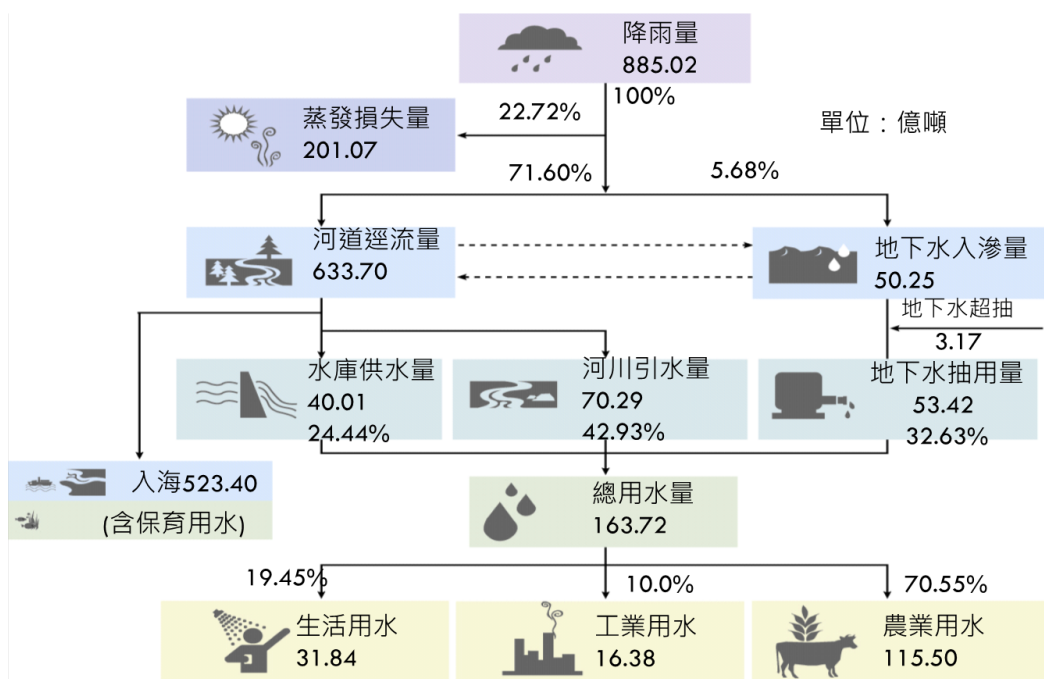 降雨量
885.02
100%
22.72%
蒸發損失量
201.07
單位：億噸
71.60%
5.68%
河道逕流量
633.70
地下水入滲量
50.25
地下水超抽
3.17
水庫供水量
40.01
24.44%
河川引水量
70.29
42.93%
地下水抽用量
53.42
32.63%
入海523.40
(含保育用水)
總用水量
163.72
19.45%
10.0%
70.55%
生活用水
31.84
工業用水
16.38
農業用水
115.50